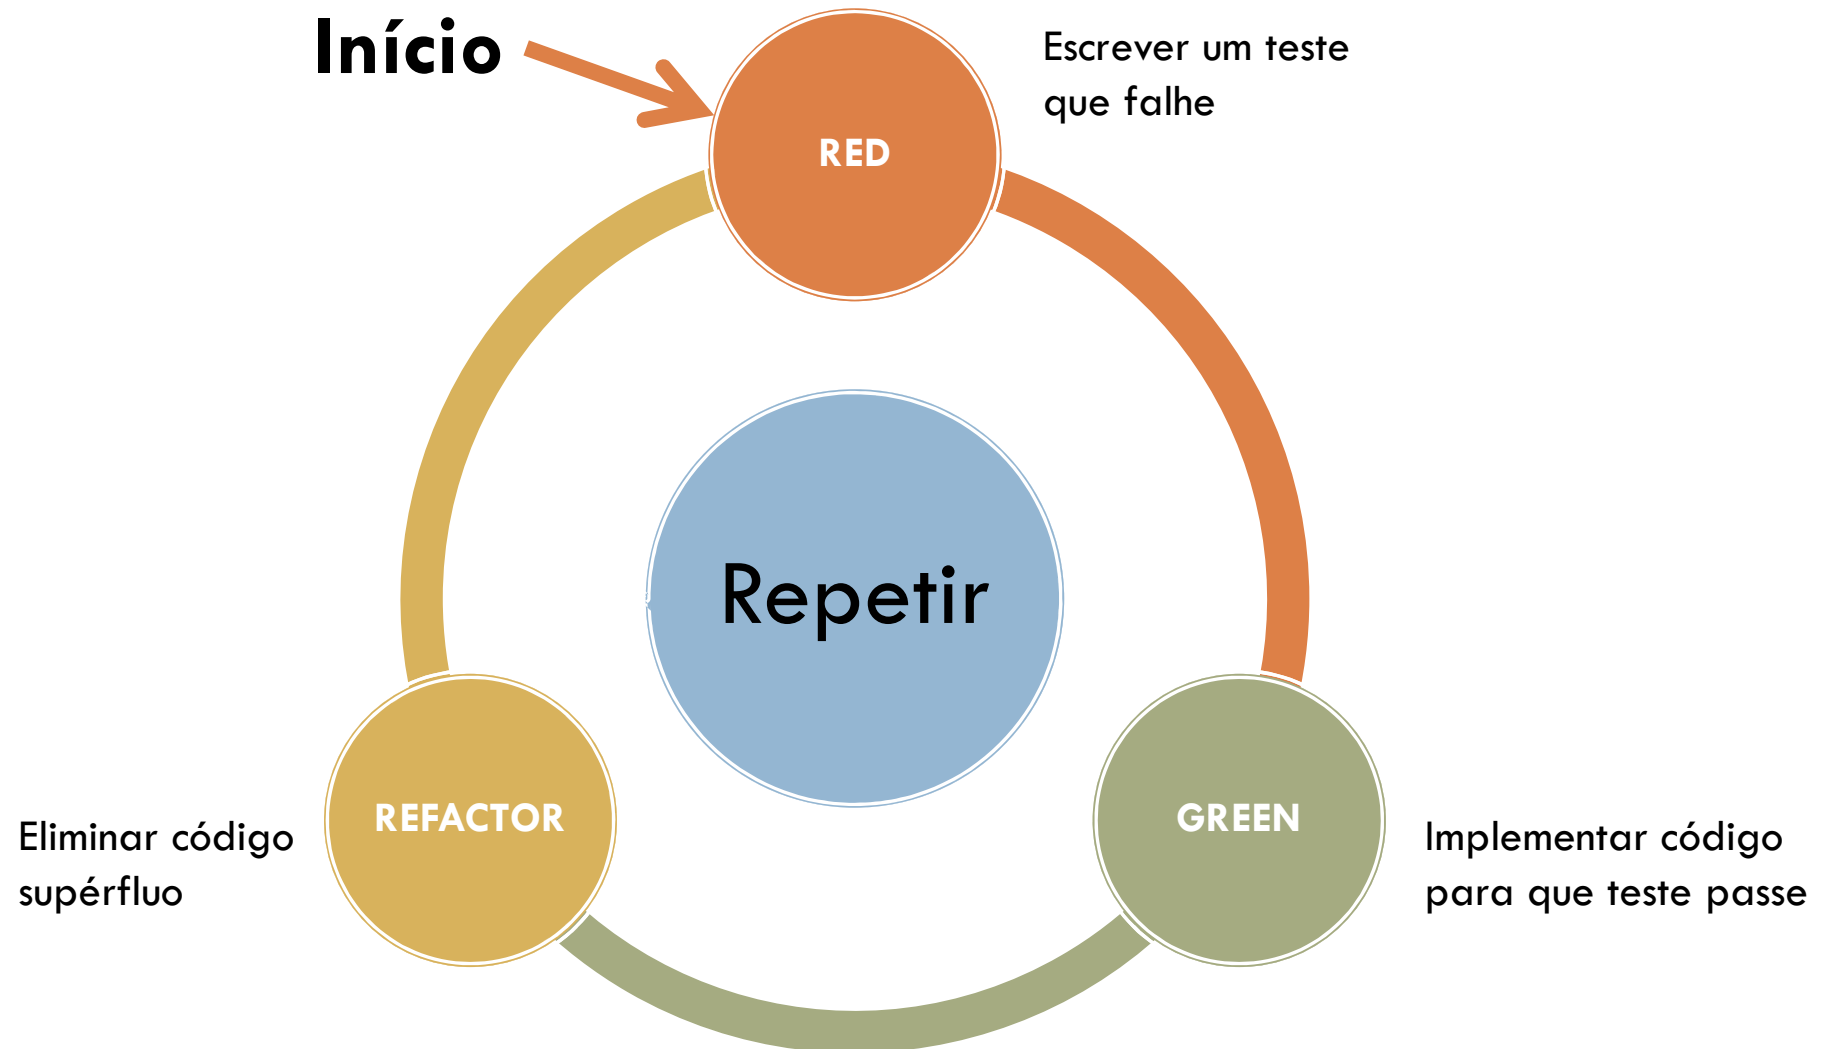 Início
Escrever um teste
que falhe
RED
Repetir
REFACTOR
GREEN
Eliminar código
supérfluo
Implementar código
para que teste passe